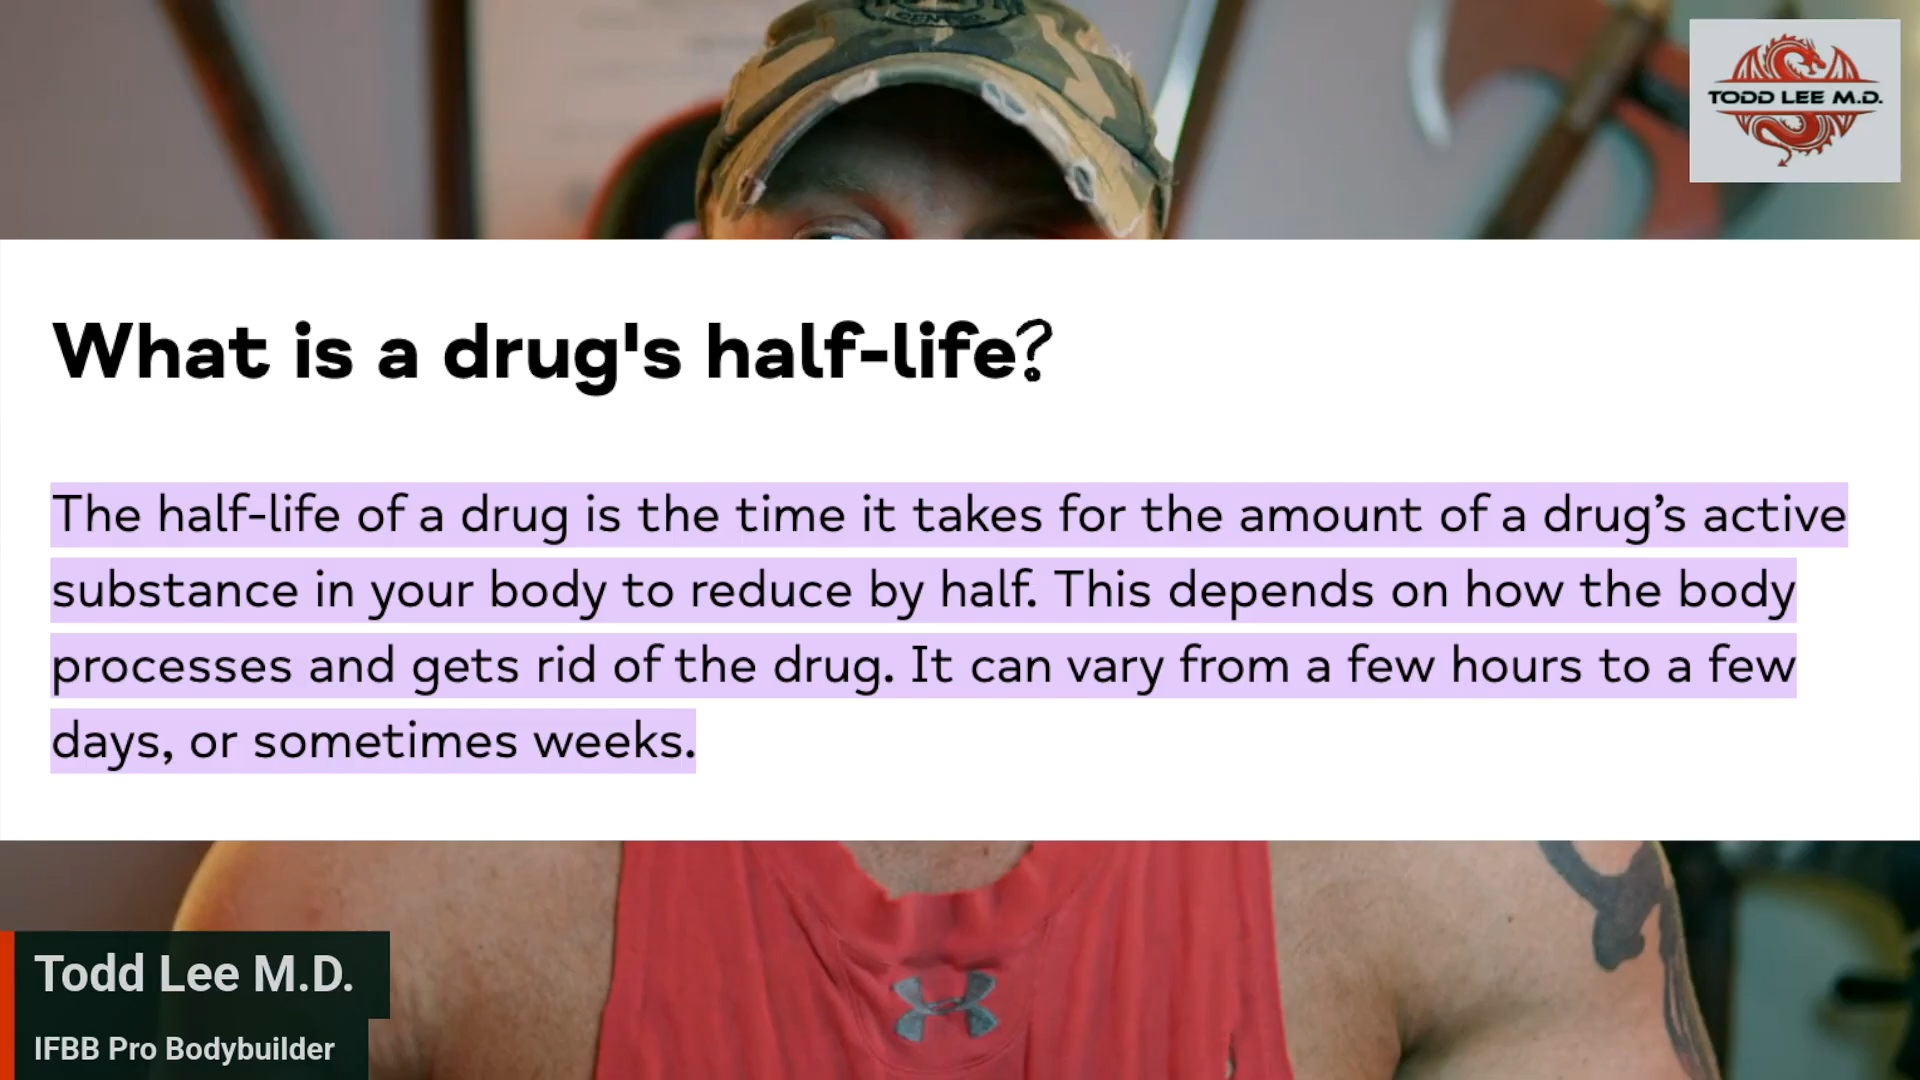 CENTER
TODD LEE M.D.
What is a drug's half-life?
The half-life of a drug is the time it takes for the amount of a drug’s active
substance in your body to reduce by half. This depends on how the body
processes and gets rid of the drug. It can vary from a few hours to a few
days, or sometimes weeks.
Todd Lee M.D.
IFBB Pro Bodybuilder